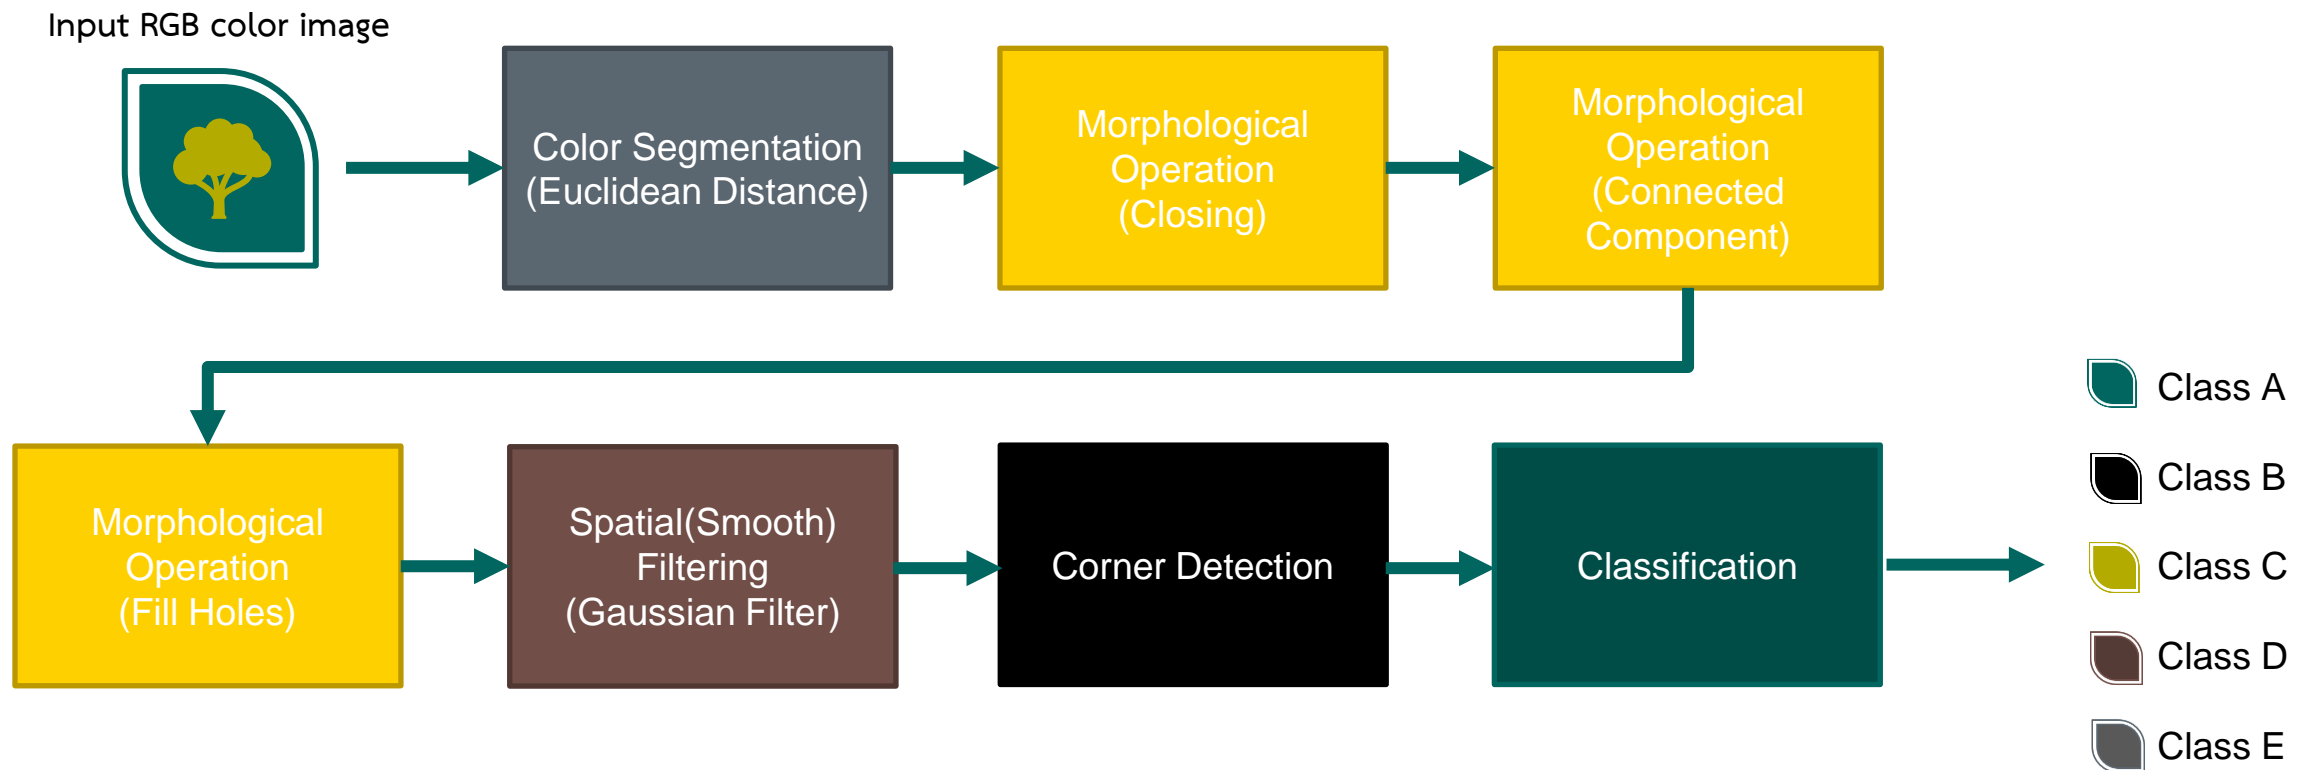 Input RGB color image
Color Segmentation
(Euclidean Distance)
Morphological
Operation
(Closing)
Morphological
Operation
(Connected
Component)
Morphological
Operation
(Fill Holes)
Spatial(Smooth)
Filtering
(Gaussian Filter)
Corner Detection
Classification
Class A
Class B
Class C
Class D
Class E